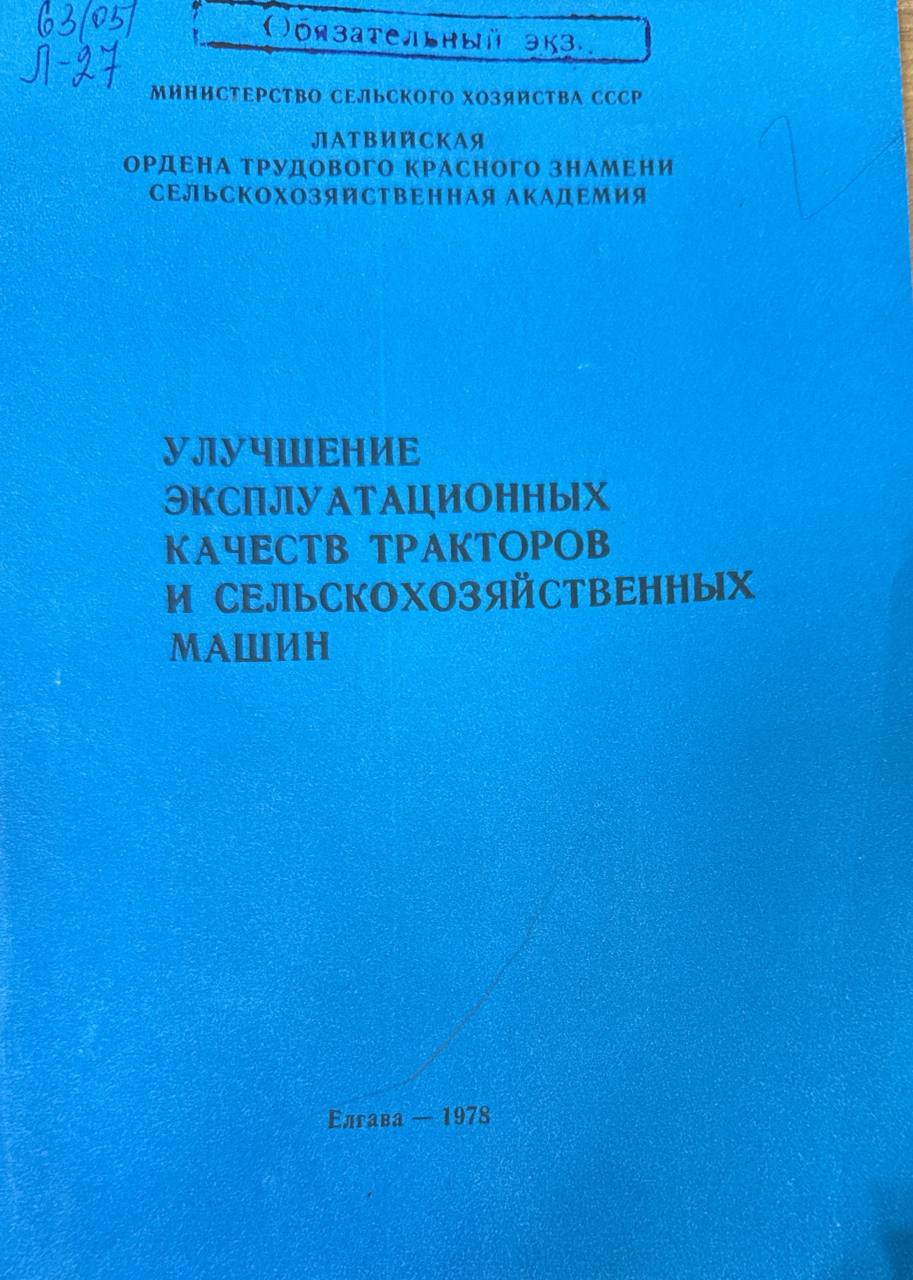 63/05/
Л-27
Обязательный экз.
МИНИСТЕРСТВО СЕЛЬСКОГО ХОЗЯЙСТВА СССР
ЛАТВИЙСКАЯ
ОРДЕНА ТРУДОВОГО КРАСНОГО ЗНАМЕНИ
СЕЛЬСКОХОЗЯЙСТВЕННАЯ АКАДЕМИЯ
УЛУЧШЕНИЕ
ЭКСПЛУАТАЦИОННЫХ
КАЧЕСТВ ТРАКТОРОВ
И СЕЛЬСКОХОЗЯЙСТВЕННЫХ
МАШИН
Елгава — 1978